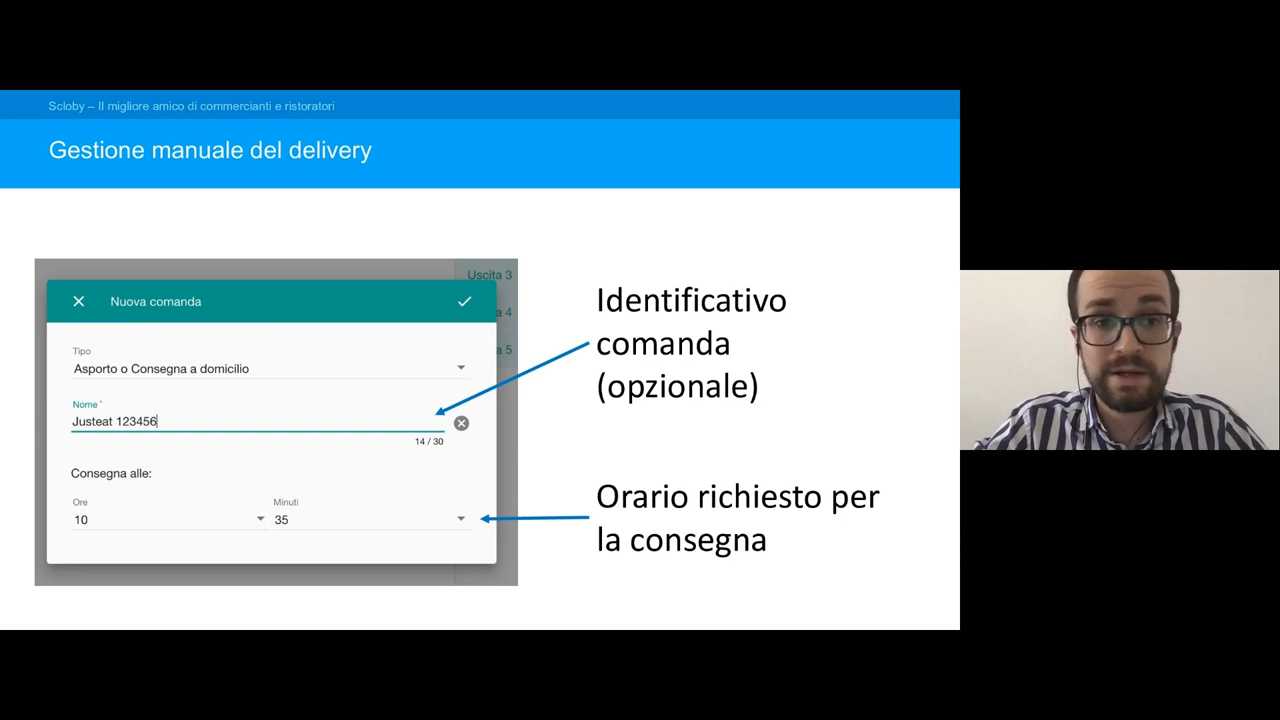 Scloby – Il migliore amico di commercianti e ristoratori
Gestione manuale del delivery
Uscita 3
Nuova comanda
a 4
a 5
Tipo
Asporto o Consegna a domicilio
Nome *
Justeat 123456
14 / 30
Consegna alle:
Ore
Minuti
10
35
Identificativo
comanda
(opzionale)
Orario richiesto per
la consegna